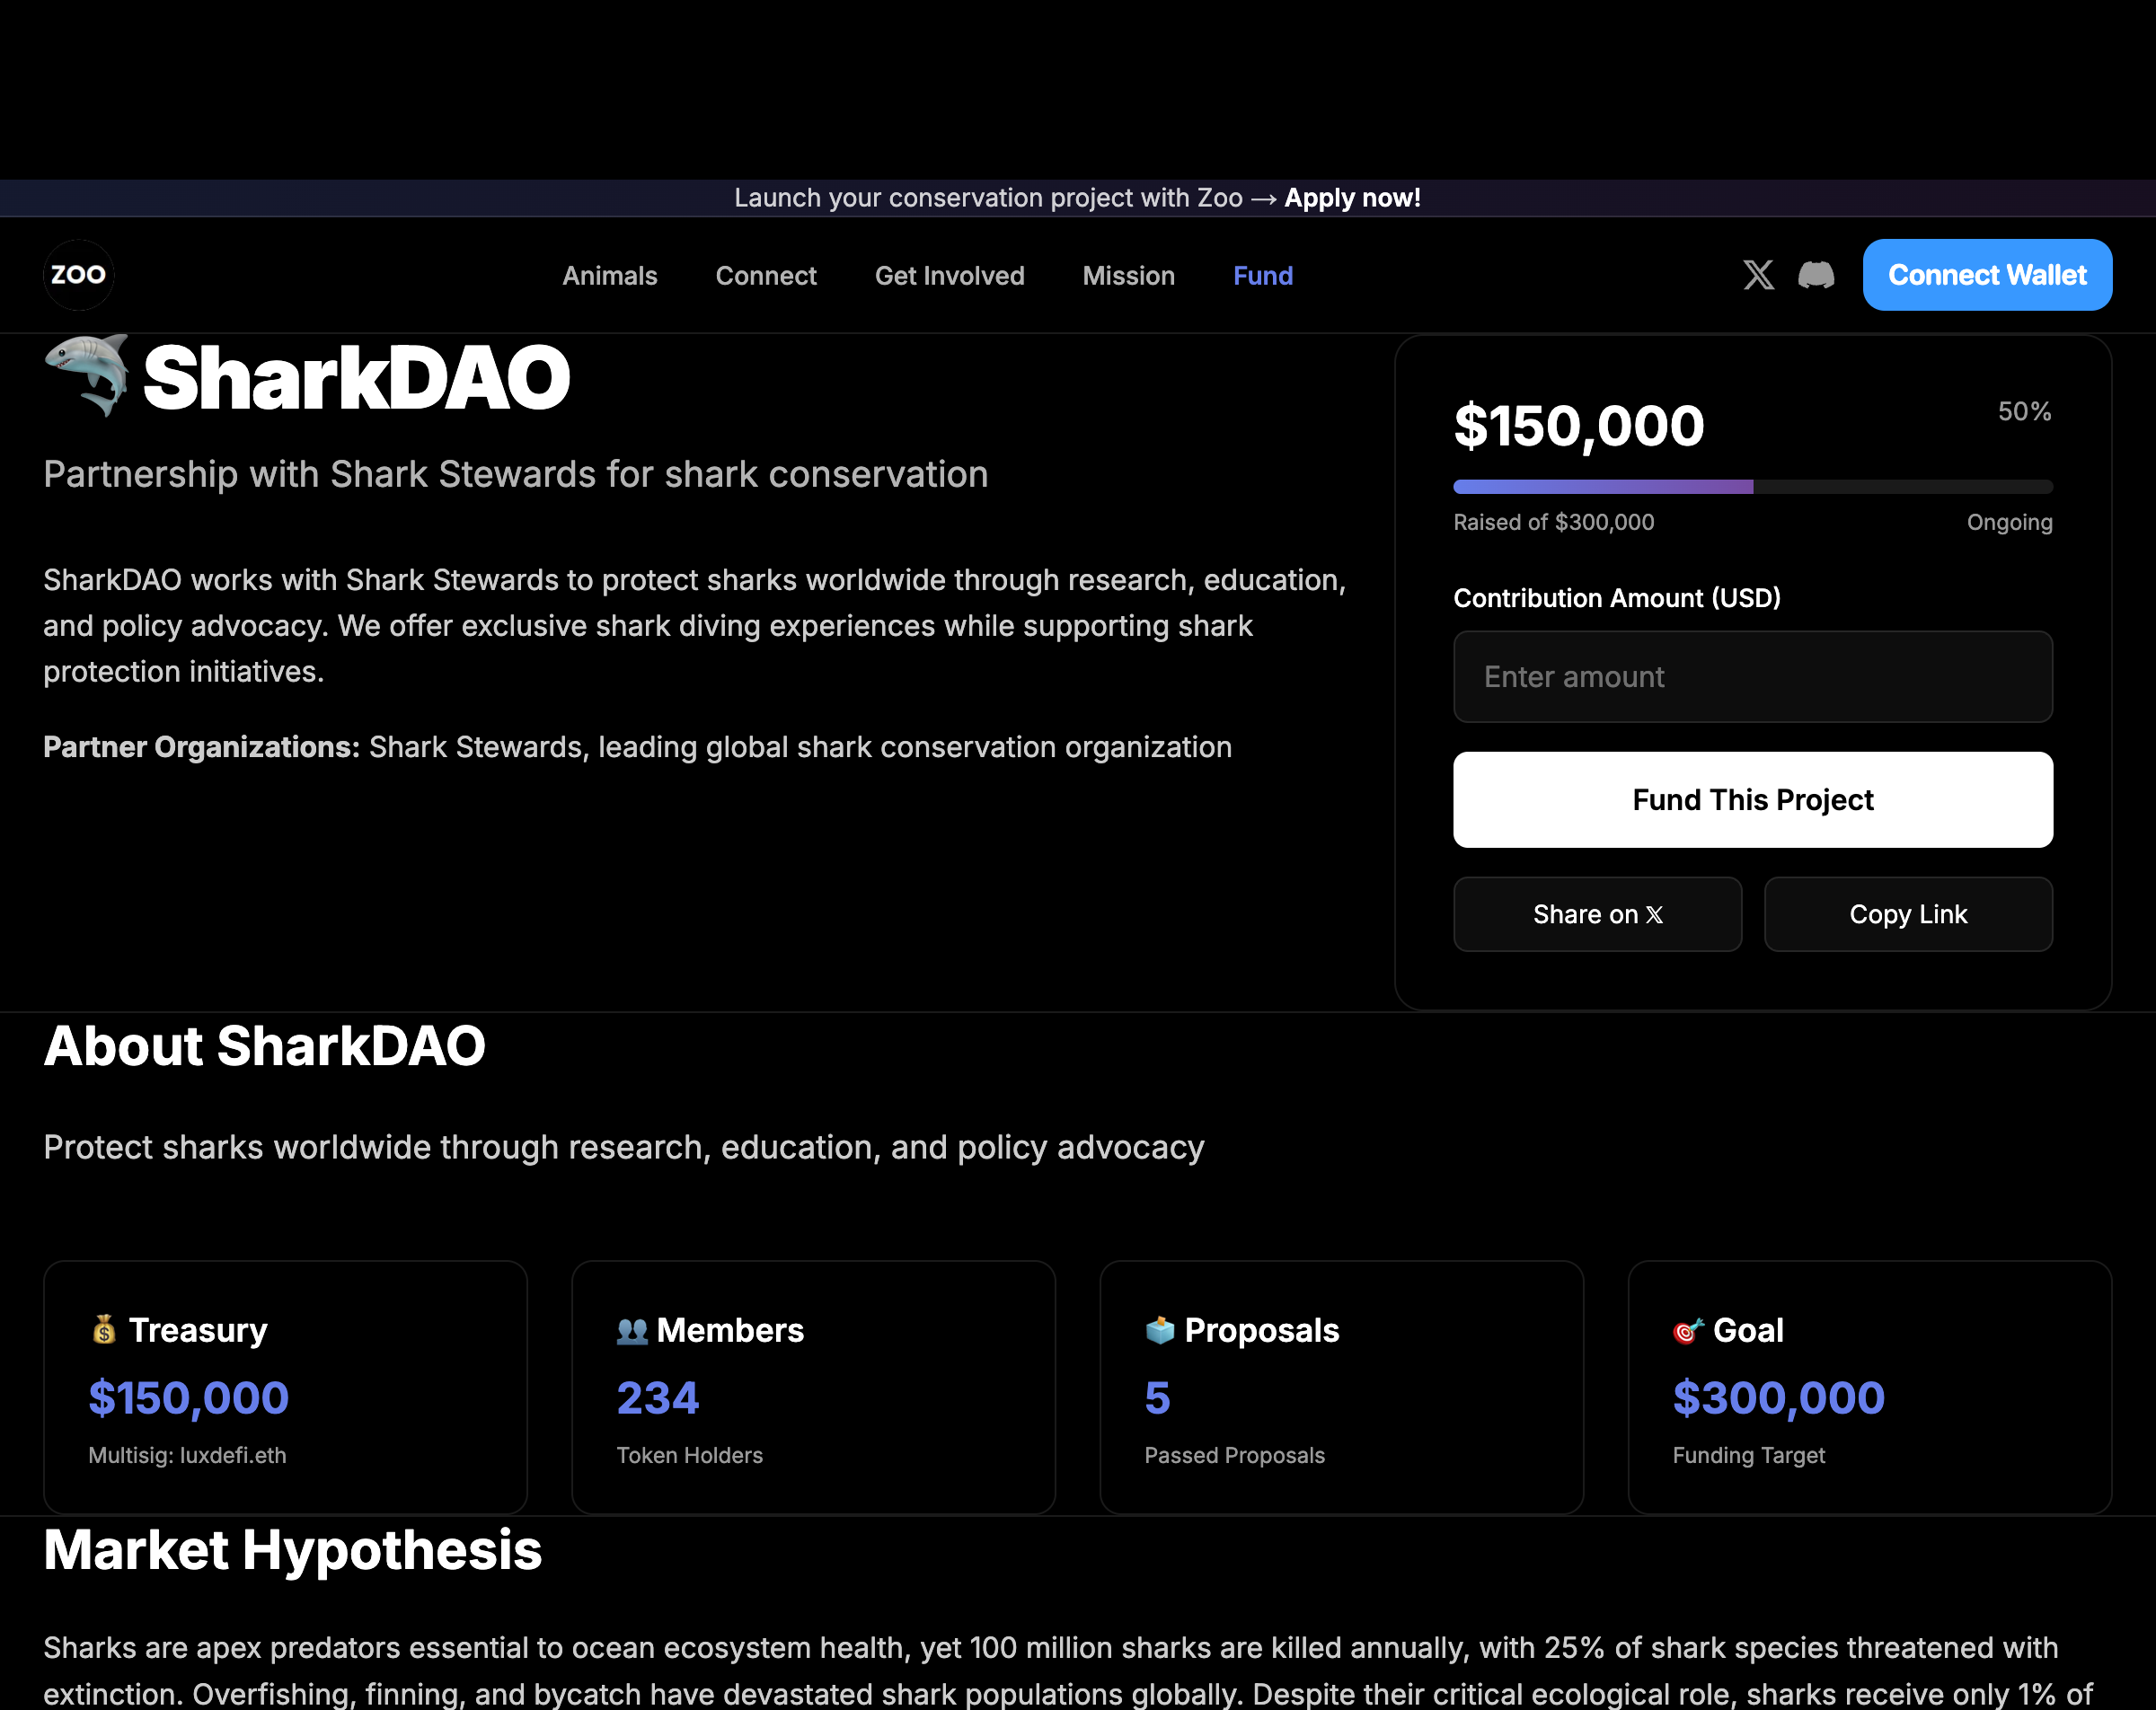 Launch your conservation project with Zoo → Apply now!
ZOO
Animals
Connect
Get Involved
Mission
Fund
Connect Wallet
SharkDAO
Partnership with Shark Stewards for shark conservation
SharkDAO works with Shark Stewards to protect sharks worldwide through research, education,
and policy advocacy. We offer exclusive shark diving experiences while supporting shark
protection initiatives.
Partner Organizations: Shark Stewards, leading global shark conservation organization
$150,000
50%
Raised of $300,000
Ongoing
Contribution Amount (USD)
Enter amount
Fund This Project
Share on 𝕏
Copy Link
About SharkDAO
Protect sharks worldwide through research, education, and policy advocacy
Treasury
$150,000
Multisig: luxdefi.eth
Members
234
Token Holders
Proposals
5
Passed Proposals
Goal
$300,000
Funding Target
Market Hypothesis
Sharks are apex predators essential to ocean ecosystem health, yet 100 million sharks are killed annually, with 25% of shark species threatened with
extinction. Overfishing, finning, and bycatch have devastated shark populations globally. Despite their critical ecological role, sharks receive only 1% of